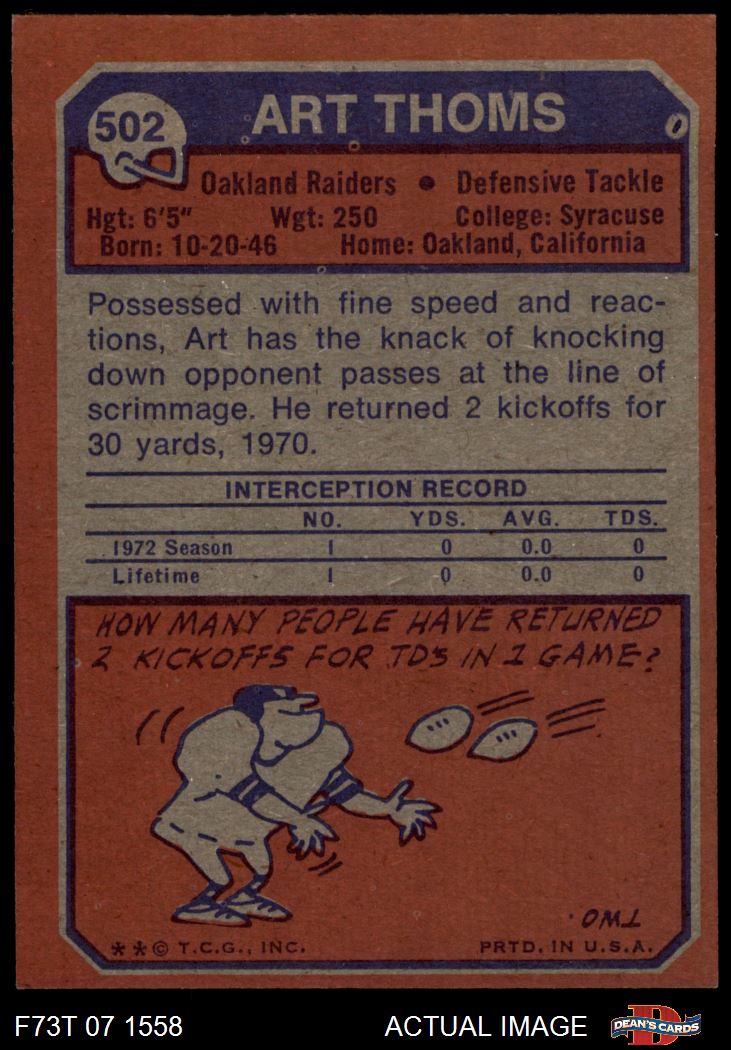 502
ART THOMS
Oakland Raiders • Defensive Tackle
Hgt: 6'5" Wgt: 250 College: Syracuse
Born: 10-20-46 Home: Oakland, California
Possessed with fine speed and reac-
tions, Art has the knack of knocking
down opponent passes at the line of
scrimmage. He returned 2 kickoffs for
30 yards, 1970.
INTERCEPTION RECORD
NO. YDS. AVG. TDS.
1972 Season 1 0 0.0 0
Lifetime 1 0 0.0 0
HOW MANY PEOPLE HAVE RETURNED
2 KICKOFFS FOR TD'S IN 1 GAME?
TWO.
**© T.C.G., INC. PRTD. IN U.S.A.
F73T 07 1558 ACTUAL IMAGE
D
DEAN'S CARDS